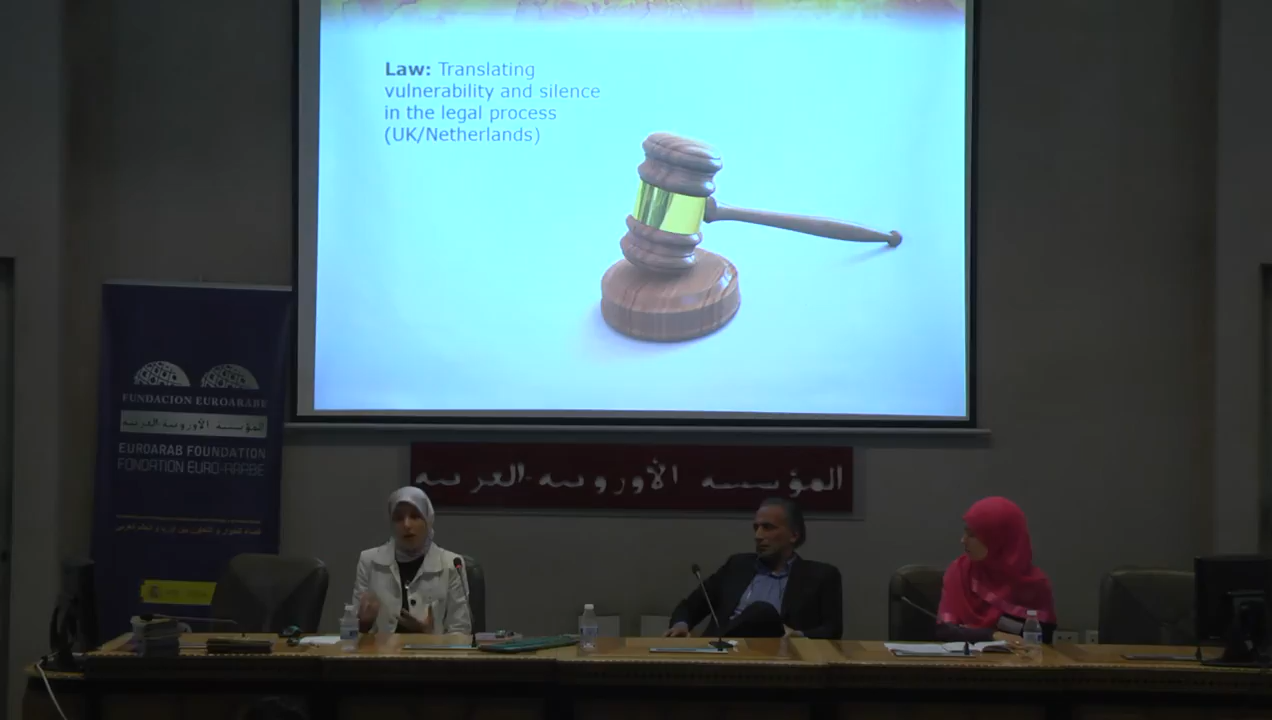 Law: Translating
vulnerability and silence
in the legal process
(UK/Netherlands)
FUNDACION EUROARABE
المؤسسة الأوروبية-العربية
EUROARAB FOUNDATION
FONDATION EURO-ARABE
المؤسسة الأوروبية-العربية